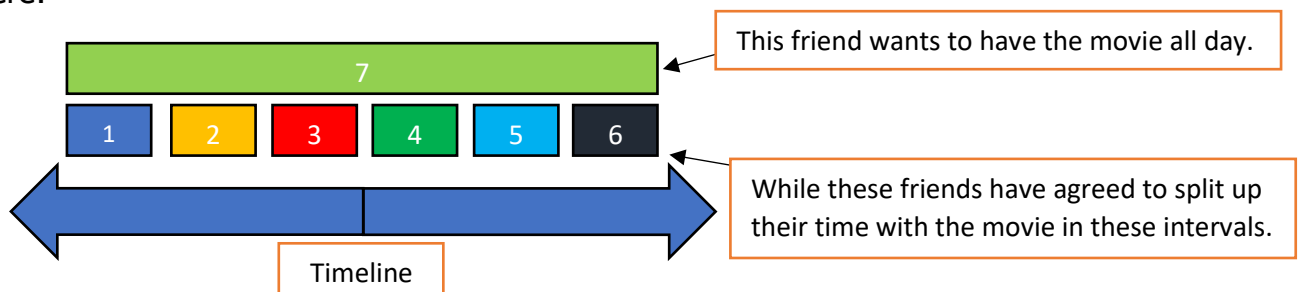 This friend wants to have the movie all day.
7
1 2 3 4 5 6
While these friends have agreed to split up
their time with the movie in these intervals.
Timeline